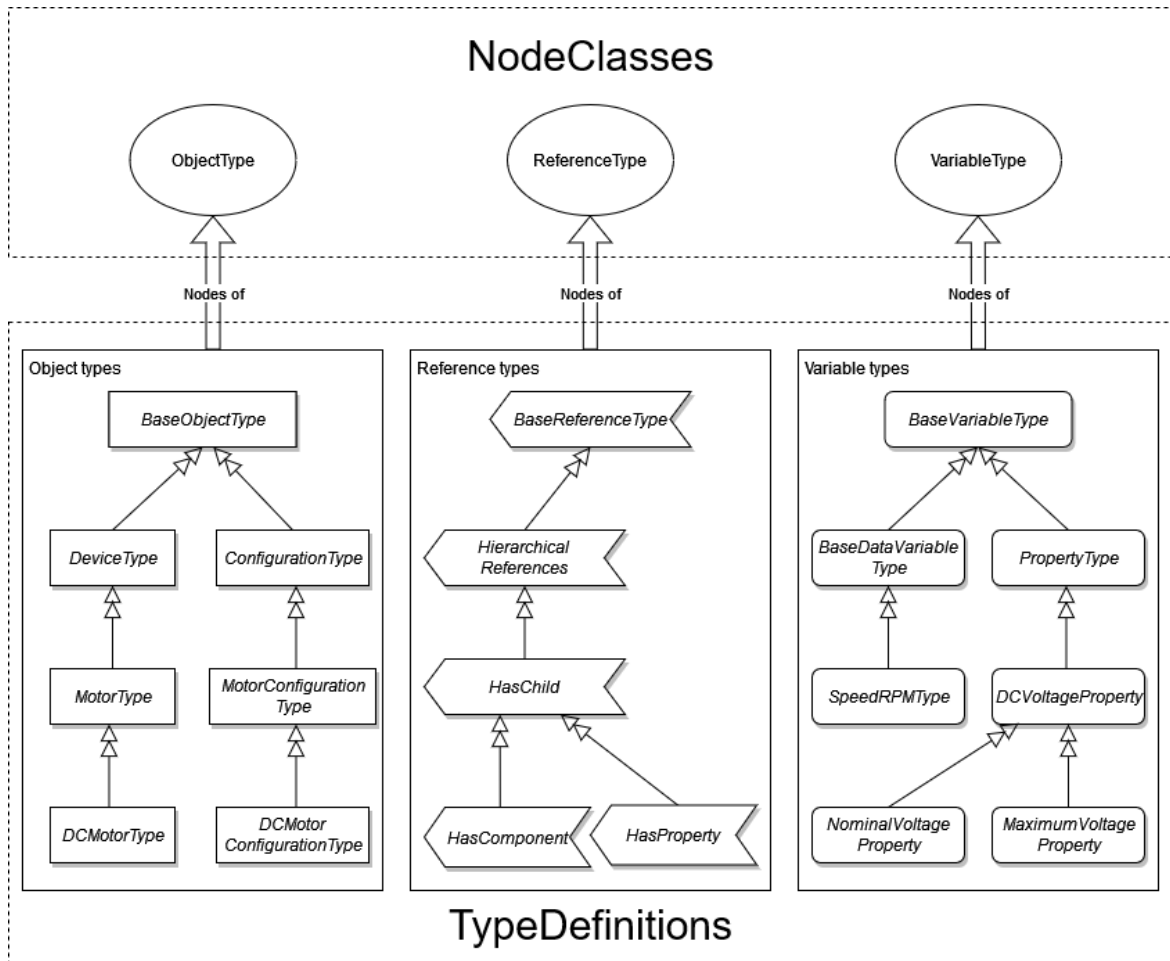 NodeClasses
ObjectType
ReferenceType
VariableType
Nodes of
Nodes of
Nodes of
Object types
BaseObjectType
DeviceType
ConfigurationType
MotorType
MotorConfiguration
Type
DCMotorType
DCMotor
ConfigurationType
Reference types
BaseReferenceType
Hierarchical
References
HasChild
HasComponent
HasProperty
Variable types
BaseVariableType
BaseDataVariable
Type
PropertyType
SpeedRPMType
DCVoltageProperty
NominalVoltage
Property
MaximumVoltage
Property
TypeDefinitions